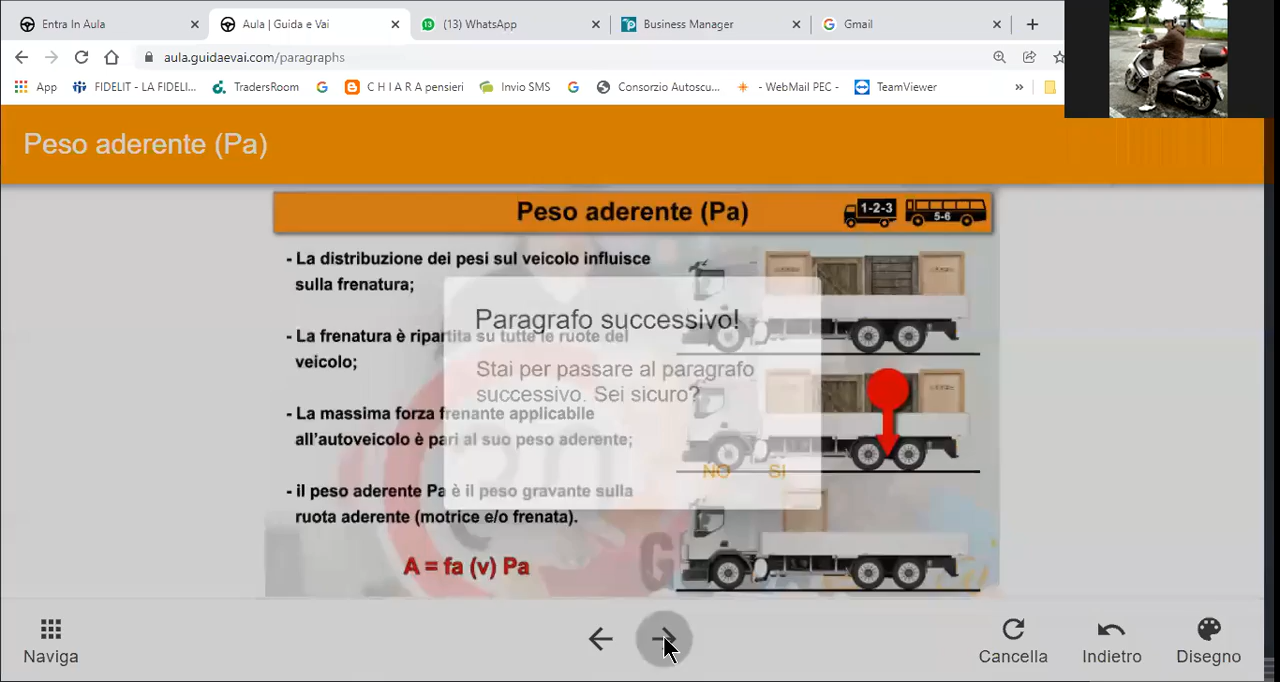 Entra In Aula
Aula | Guida e Vai
(13) WhatsApp
Business Manager
Gmail
aula.guidaevai.com/paragraphs
App
FIDELIT - LA FIDELI...
TradersRoom
C H I A R A pensieri
Invio SMS
Consorzio Autoscu...
- WebMail PEC -
TeamViewer
»
Peso aderente (Pa)
Peso aderente (Pa)
1-2-3
5-6
- La distribuzione dei pesi sul veicolo influisce
sulla frenatura;
- La frenatura è ripartita su tutte le ruote del
veicolo;
- La massima forza frenante applicabile
all'autoveicolo è pari al suo peso aderente;
- il peso aderente Pa è il peso gravante sulla
ruota aderente (motrice e/o frenata).
A = fa (v) Pa
Paragrafo successivo!
Stai per passare al paragrafo
successivo. Sei sicuro?
NO
SI
Naviga
Cancella
Indietro
Disegno